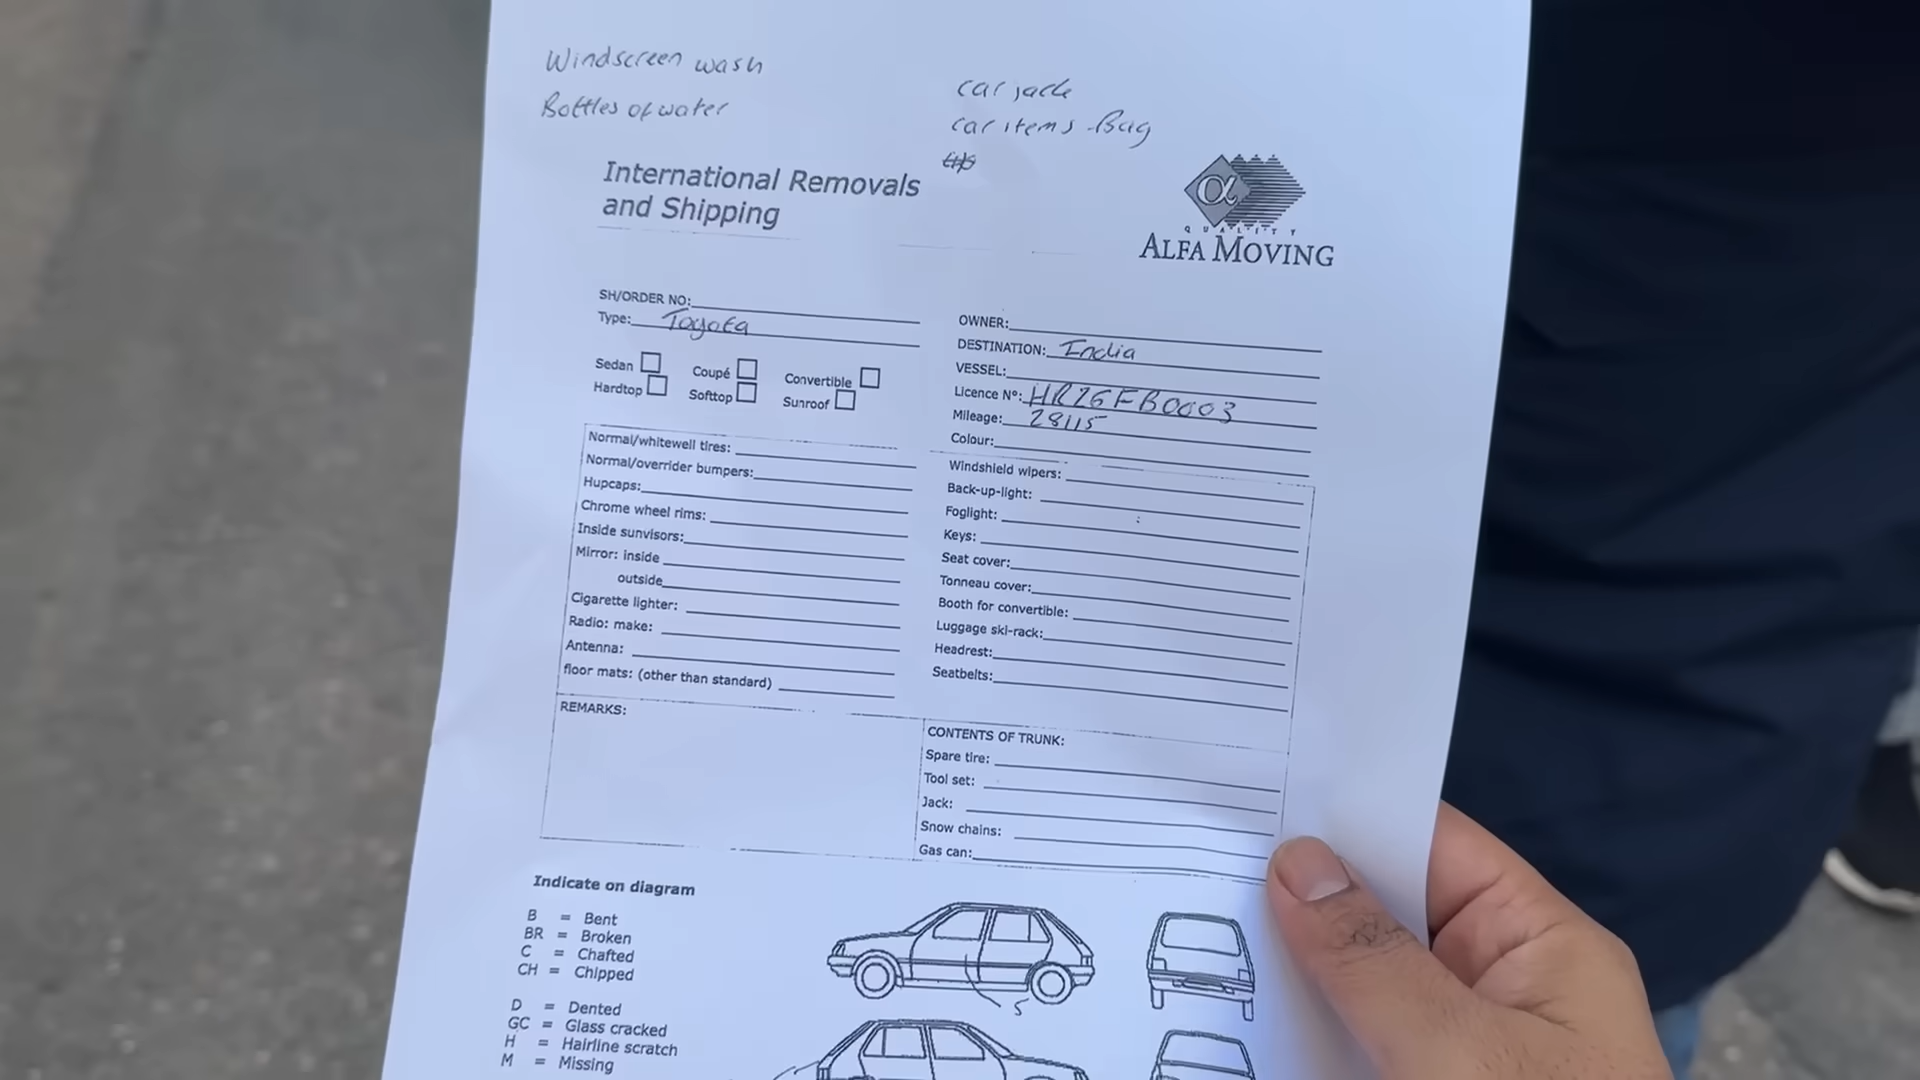 Windscreen wash
Bottles of water
car jack
car items Bag
International Removals
and Shipping
QUALITY
ALFA MOVING
SH/ORDER NO:
Type: Toyota
Sedan Coupé Convertible
Hardtop Softtop Sunroof
OWNER:
DESTINATION: India
VESSEL:
Licence Nº: HR26FB0003
Mileage: 28115
Colour:
Normal/whitewell tires:
Normal/overrider bumpers:
Hupcaps:
Chrome wheel rims:
Inside sunvisors:
Mirror: inside
outside
Cigarette lighter:
Radio: make:
Antenna:
floor mats: (other than standard)
Windshield wipers:
Back-up-light:
Foglight:
Keys:
Seat cover:
Tonneau cover:
Booth for convertible:
Luggage ski-rack:
Headrest:
Seatbelts:
REMARKS:
CONTENTS OF TRUNK:
Spare tire:
Tool set:
Jack:
Snow chains:
Gas can:
Indicate on diagram
B = Bent
BR = Broken
C = Chafted
CH = Chipped
D = Dented
GC = Glass cracked
H = Hairline scratch
M = Missing
S